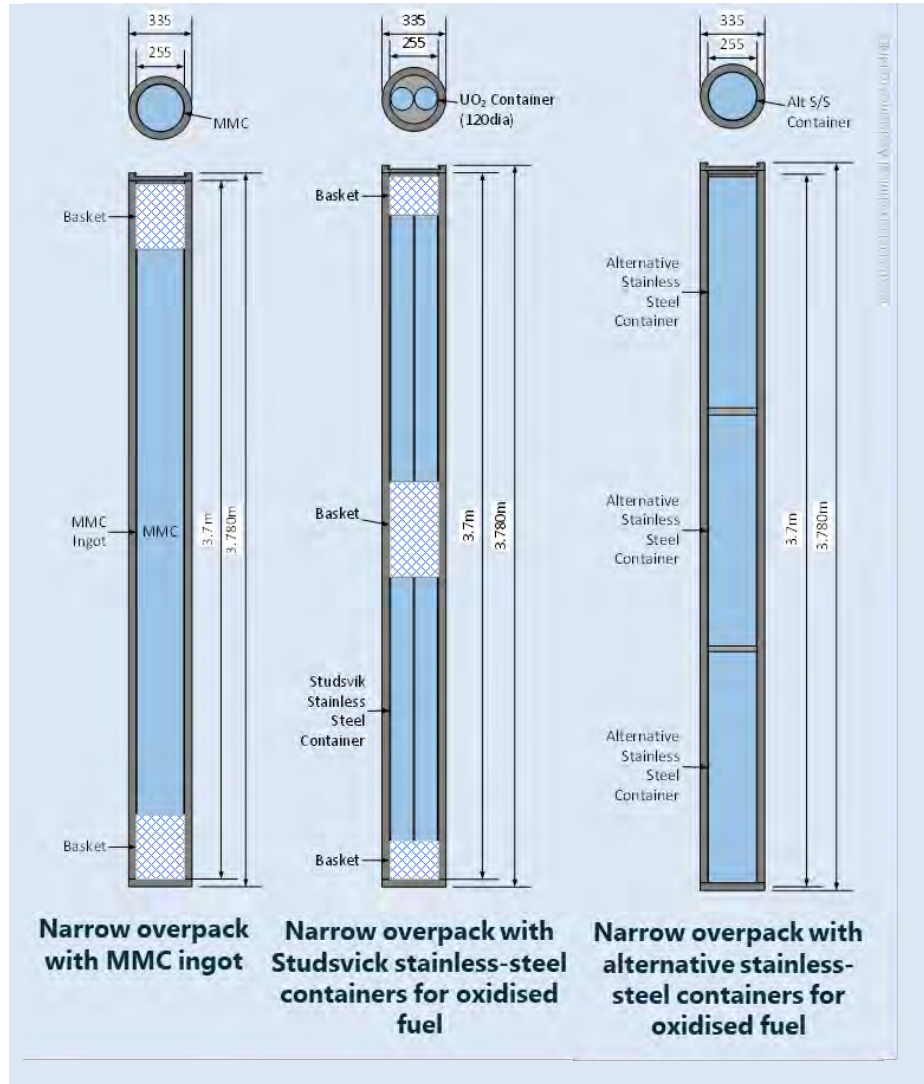 335
255
MMC
Basket
MMC
Ingot
MMC
3.7m
3.780m
Basket
Narrow overpack
with MMC ingot
335
255
UO₂ Container
(120dia)
Basket
Basket
3.7m
3.780m
Studsvik
Stainless
Steel
Container
Basket
Narrow overpack with
Studsvick stainless-steel
containers for oxidised
fuel
335
255
Alt S/S
Container
Alternative
Stainless
Steel
Container
Alternative
Stainless
Steel
Container
3.7m
3.780m
Alternative
Stainless
Steel
Container
Narrow overpack with
alternative stainless-
steel containers for
oxidised fuel